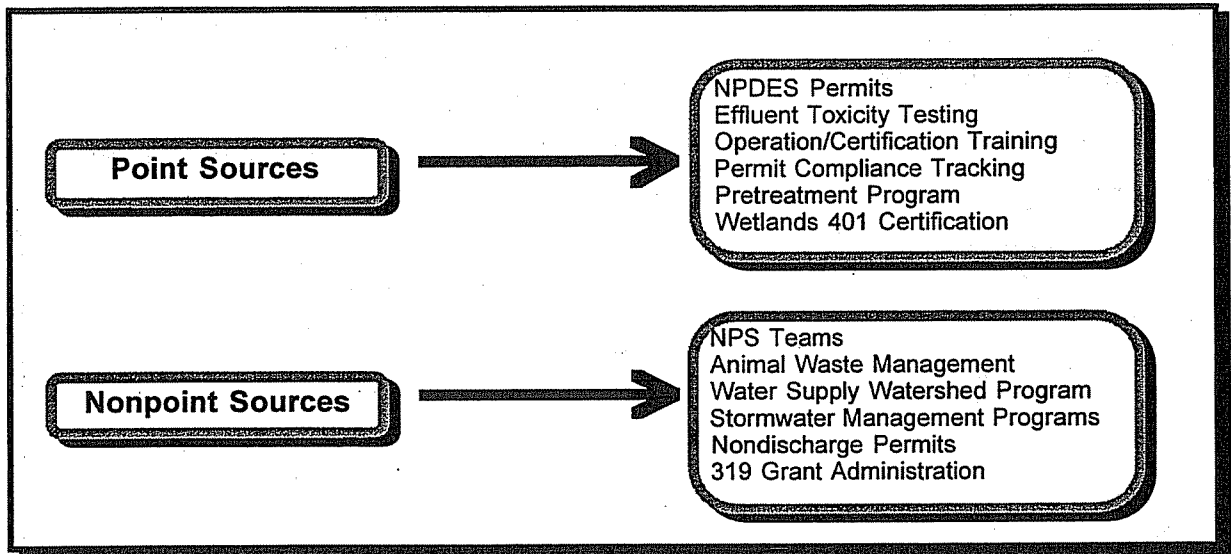 Point Sources
NPDES Permits
Effluent Toxicity Testing
Operation/Certification Training
Permit Compliance Tracking
Pretreatment Program
Wetlands 401 Certification
Nonpoint Sources
NPS Teams
Animal Waste Management
Water Supply Watershed Program
Stormwater Management Programs
Nondischarge Permits
319 Grant Administration